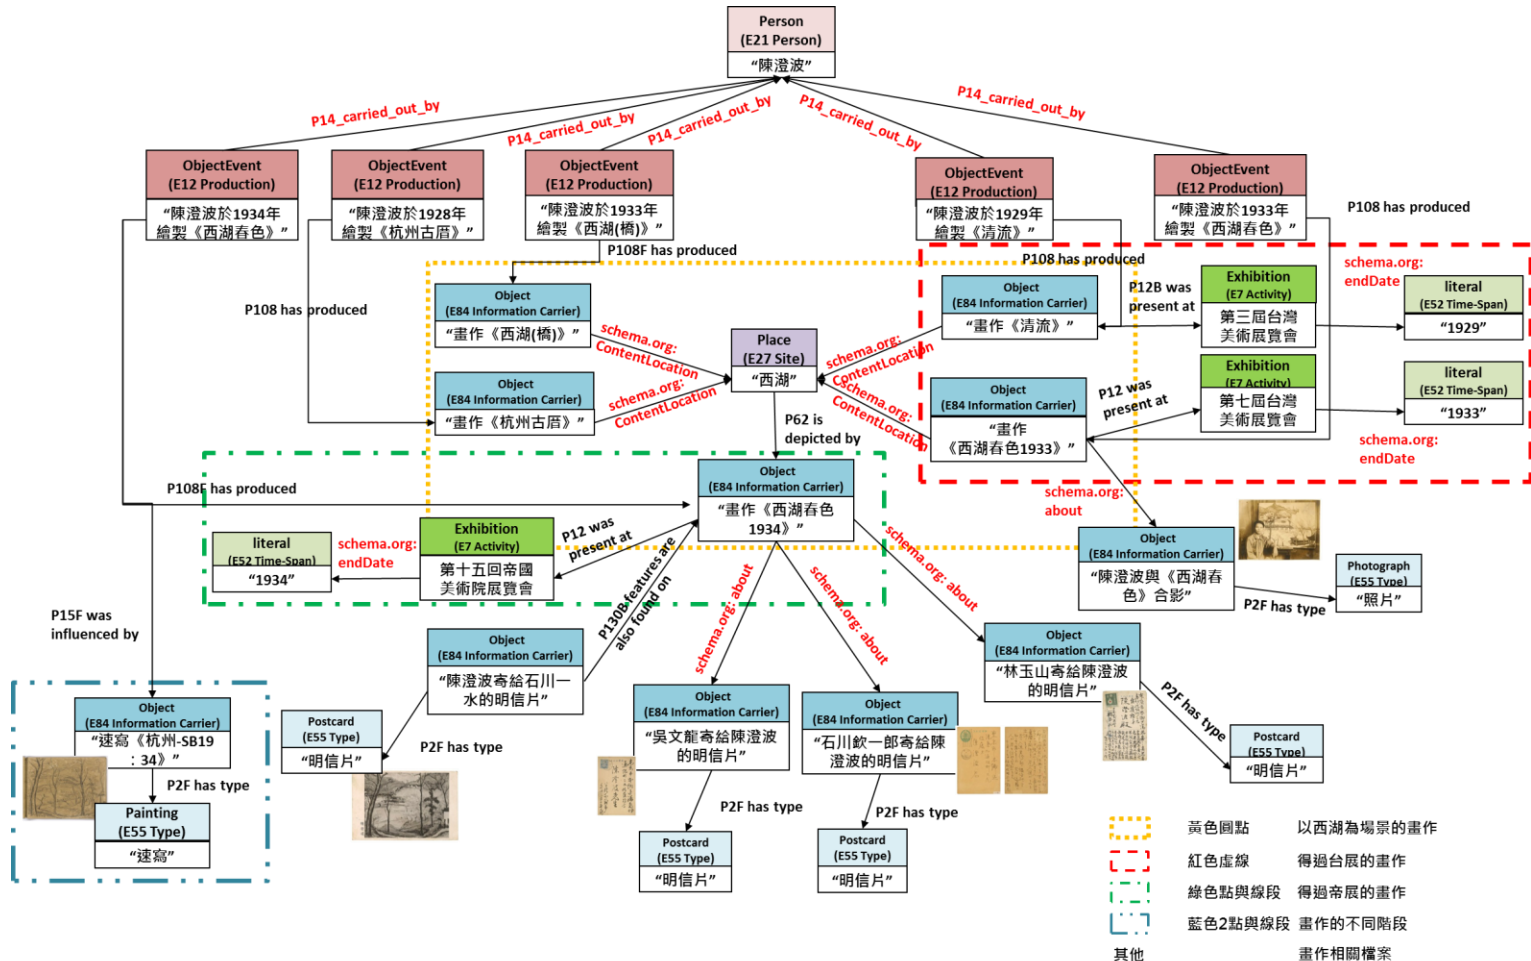 Person
(E21 Person)
“陳澄波”
P14_carried_out_by
P14_carried_out_by
P14_carried_out_by
P14_carried_out_by
P14_carried_out_by
ObjectEvent
(E12 Production)
“陳澄波於1934年
繪製《西湖春色》”
ObjectEvent
(E12 Production)
“陳澄波於1928年
繪製《杭州古厝》”
ObjectEvent
(E12 Production)
“陳澄波於1933年
繪製《西湖(橋)》”
ObjectEvent
(E12 Production)
“陳澄波於1929年
繪製《清流》”
ObjectEvent
(E12 Production)
“陳澄波於1933年
繪製《西湖春色》”
P108 has produced
P108F has produced
P108 has produced
P108 has produced
Object
(E84 Information Carrier)
“畫作《西湖(橋)》”
schema.org:
ContentLocation
Object
(E84 Information Carrier)
“畫作《杭州古厝》”
schema.org:
ContentLocation
Place
(E27 Site)
“西湖”
schema.org:
ContentLocation
schema.org:
ContentLocation
Object
(E84 Information Carrier)
“畫作《清流》”
P12B was
present at
Exhibition
(E7 Activity)
第三屆台灣
美術展覽會
schema.org:
endDate
literal
(E52 Time-Span)
“1929”
Object
(E84 Information Carrier)
“畫作
《西湖春色1933》”
P12 was
present at
Exhibition
(E7 Activity)
第七屆台灣
美術展覽會
literal
(E52 Time-Span)
“1933”
schema.org:
endDate
P62 is
depicted by
P108F has produced
Object
(E84 Information Carrier)
“畫作《西湖春色
1934》”
P12 was
present at
Exhibition
(E7 Activity)
第十五回帝國
美術院展覽會
schema.org:
endDate
literal
(E52 Time-Span)
“1934”
schema.org:
about
Object
(E84 Information Carrier)
“陳澄波與《西湖春
色》合影”
P2F has type
Photograph
(E55 Type)
“照片”
P15F was
influenced by
P130B features are
also found on
schema.org: about
schema.org: about
schema.org: about
Object
(E84 Information Carrier)
“陳澄波寄給石川一
水的明信片”
P2F has type
Postcard
(E55 Type)
“明信片”
Object
(E84 Information Carrier)
“林玉山寄給陳澄波
的明信片”
P2F has type
Postcard
(E55 Type)
“明信片”
Object
(E84 Information Carrier)
“吳文龍寄給陳澄波
的明信片”
P2F has type
Postcard
(E55 Type)
“明信片”
Object
(E84 Information Carrier)
“石川欽一郎寄給陳
澄波的明信片”
P2F has type
Postcard
(E55 Type)
“明信片”
Object
(E84 Information Carrier)
“速寫《杭州-SB19
：34》”
P2F has type
Painting
(E55 Type)
“速寫”
黃色圓點 以西湖為場景的畫作
紅色虛線 得過台展的畫作
綠色點與線段 得過帝展的畫作
藍色2點與線段 畫作的不同階段
其他 畫作相關檔案